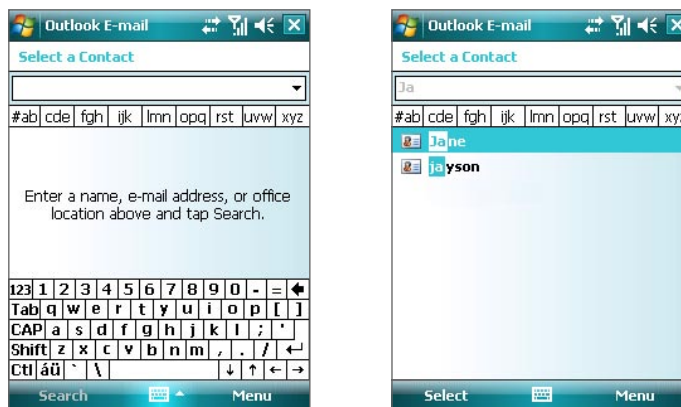 Outlook E-mail
Select a Contact
#ab cde fgh ijk lmn opq rst uvw xyz
Enter a name, e-mail address, or office
location above and tap Search.
123 1 2 3 4 5 6 7 8 9 0 - =
Tab q w e r t y u i o p [ ]
CAP a s d f g h j k l ; '
Shift z x c v b n m , . /
Ctl áü ` \
Search Menu
Outlook E-mail
Select a Contact
Ja
#ab cde fgh ijk lmn opq rst uvw xy
Jane
jayson
Select Menu